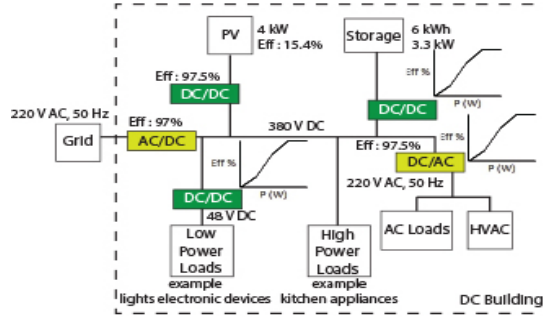 PV
4 kW
Eff : 15.4%
Storage
6 kWh
3.3 kW
Eff : 97.5%
DC/DC
Eff %
P (W)
DC/DC
220 V AC, 50 Hz
Grid
Eff : 97%
AC/DC
380 V DC
Eff %
P (W)
DC/DC
48 V DC
Eff : 97.5%
DC/AC
Eff %
P (W)
220 V AC, 50 Hz
Low
Power
Loads
example
lights electronic devices
High
Power
Loads
example
kitchen appliances
AC Loads
HVAC
DC Building